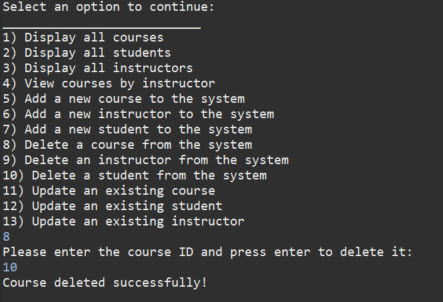 Select an option to continue:
__________________________
1) Display all courses
2) Display all students
3) Display all instructors
4) View courses by instructor
5) Add a new course to the system
6) Add a new instructor to the system
7) Add a new student to the system
8) Delete a course from the system
9) Delete an instructor from the system
10) Delete a student from the system
11) Update an existing course
12) Update an existing student
13) Update an existing instructor
8
Please enter the course ID and press enter to delete it:
10
Course deleted successfully!